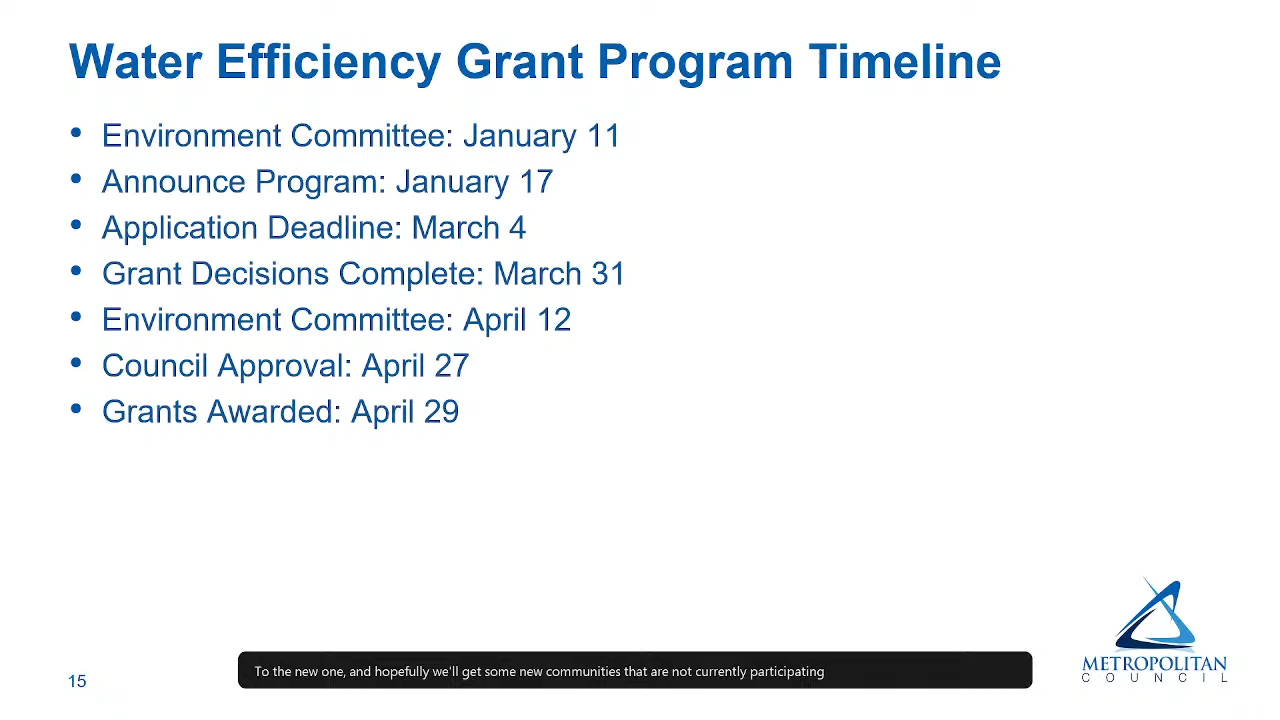 Water Efficiency Grant Program Timeline
• Environment Committee: January 11
• Announce Program: January 17
• Application Deadline: March 4
• Grant Decisions Complete: March 31
• Environment Committee: April 12
• Council Approval: April 27
• Grants Awarded: April 29
To the new one, and hopefully we'll get some new communities that are not currently participating
15
METROPOLITAN
COUNCIL